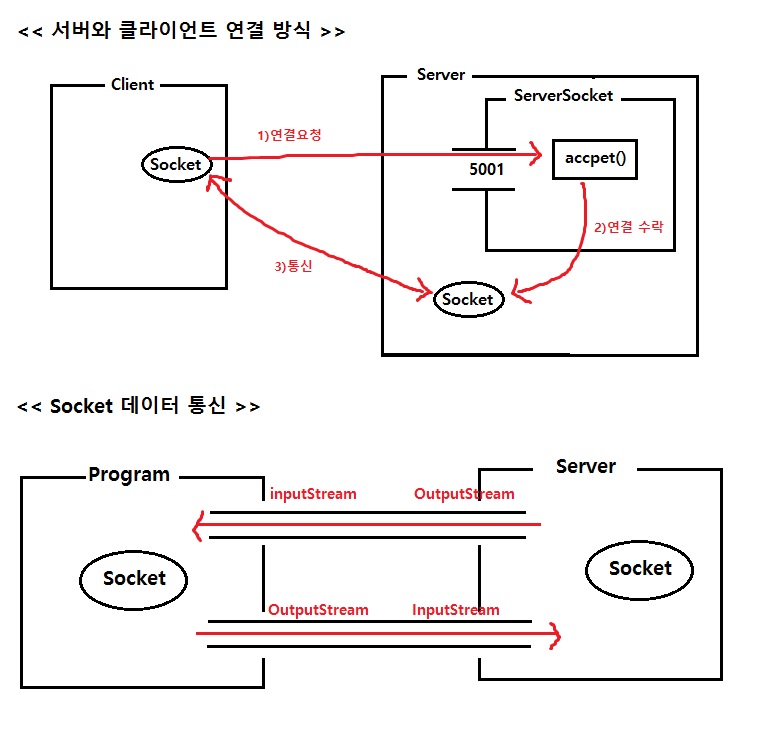 << 서버와 클라이언트 연결 방식 >>
Client
Server
ServerSocket
1)연결요청
Socket
5001
accpet()
2)연결 수락
3)통신
Socket
<< Socket 데이터 통신 >>
Program
Server
inputStream
OutputStream
Socket
Socket
OutputStream
InputStream